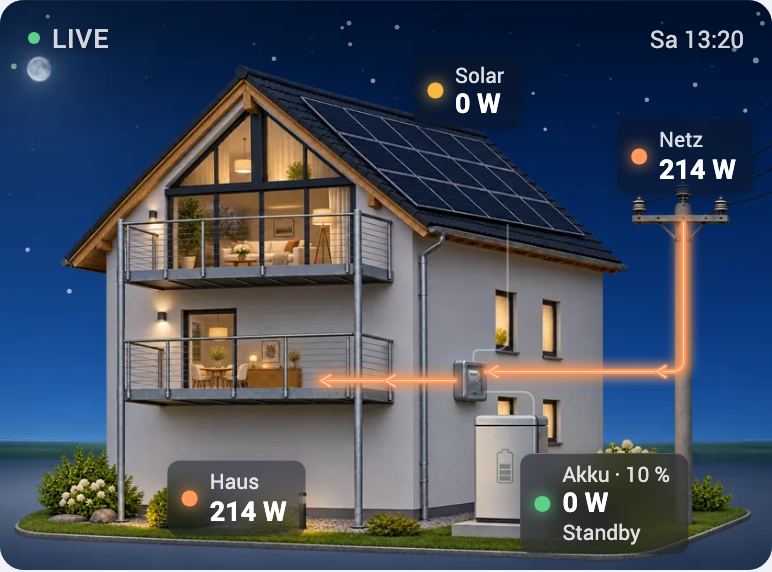 LIVE
Sa 13:20
Solar
0 W
Netz
214 W
Haus
214 W
Akku · 10 %
0 W
Standby